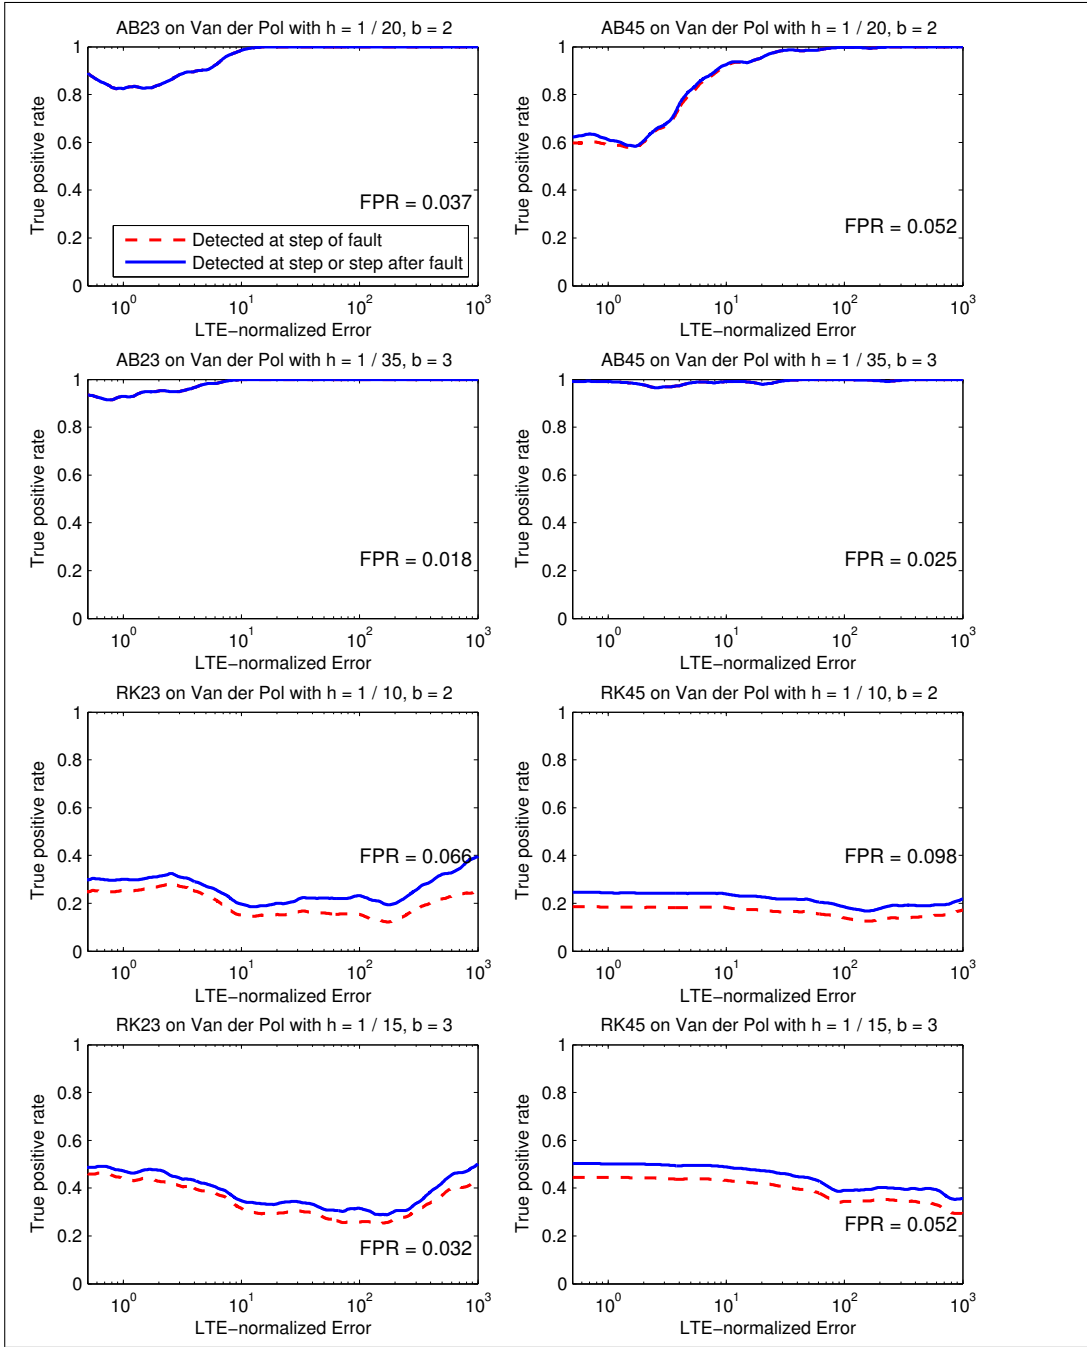 AB23 on Van der Pol with h = 1 / 20, b = 2
True positive rate
1
0.8
0.6
0.4
0.2
0
FPR = 0.037
Detected at step of fault
Detected at step or step after fault
10^0 10^1 10^2 10^3
LTE−normalized Error
AB45 on Van der Pol with h = 1 / 20, b = 2
True positive rate
1
0.8
0.6
0.4
0.2
0
FPR = 0.052
10^0 10^1 10^2 10^3
LTE−normalized Error
AB23 on Van der Pol with h = 1 / 35, b = 3
True positive rate
1
0.8
0.6
0.4
0.2
0
FPR = 0.018
10^0 10^1 10^2 10^3
LTE−normalized Error
AB45 on Van der Pol with h = 1 / 35, b = 3
True positive rate
1
0.8
0.6
0.4
0.2
0
FPR = 0.025
10^0 10^1 10^2 10^3
LTE−normalized Error
RK23 on Van der Pol with h = 1 / 10, b = 2
True positive rate
1
0.8
0.6
0.4
0.2
0
FPR = 0.066
10^0 10^1 10^2 10^3
LTE−normalized Error
RK45 on Van der Pol with h = 1 / 10, b = 2
True positive rate
1
0.8
0.6
0.4
0.2
0
FPR = 0.098
10^0 10^1 10^2 10^3
LTE−normalized Error
RK23 on Van der Pol with h = 1 / 15, b = 3
True positive rate
1
0.8
0.6
0.4
0.2
0
FPR = 0.032
10^0 10^1 10^2 10^3
LTE−normalized Error
RK45 on Van der Pol with h = 1 / 15, b = 3
True positive rate
1
0.8
0.6
0.4
0.2
0
FPR = 0.052
10^0 10^1 10^2 10^3
LTE−normalized Error